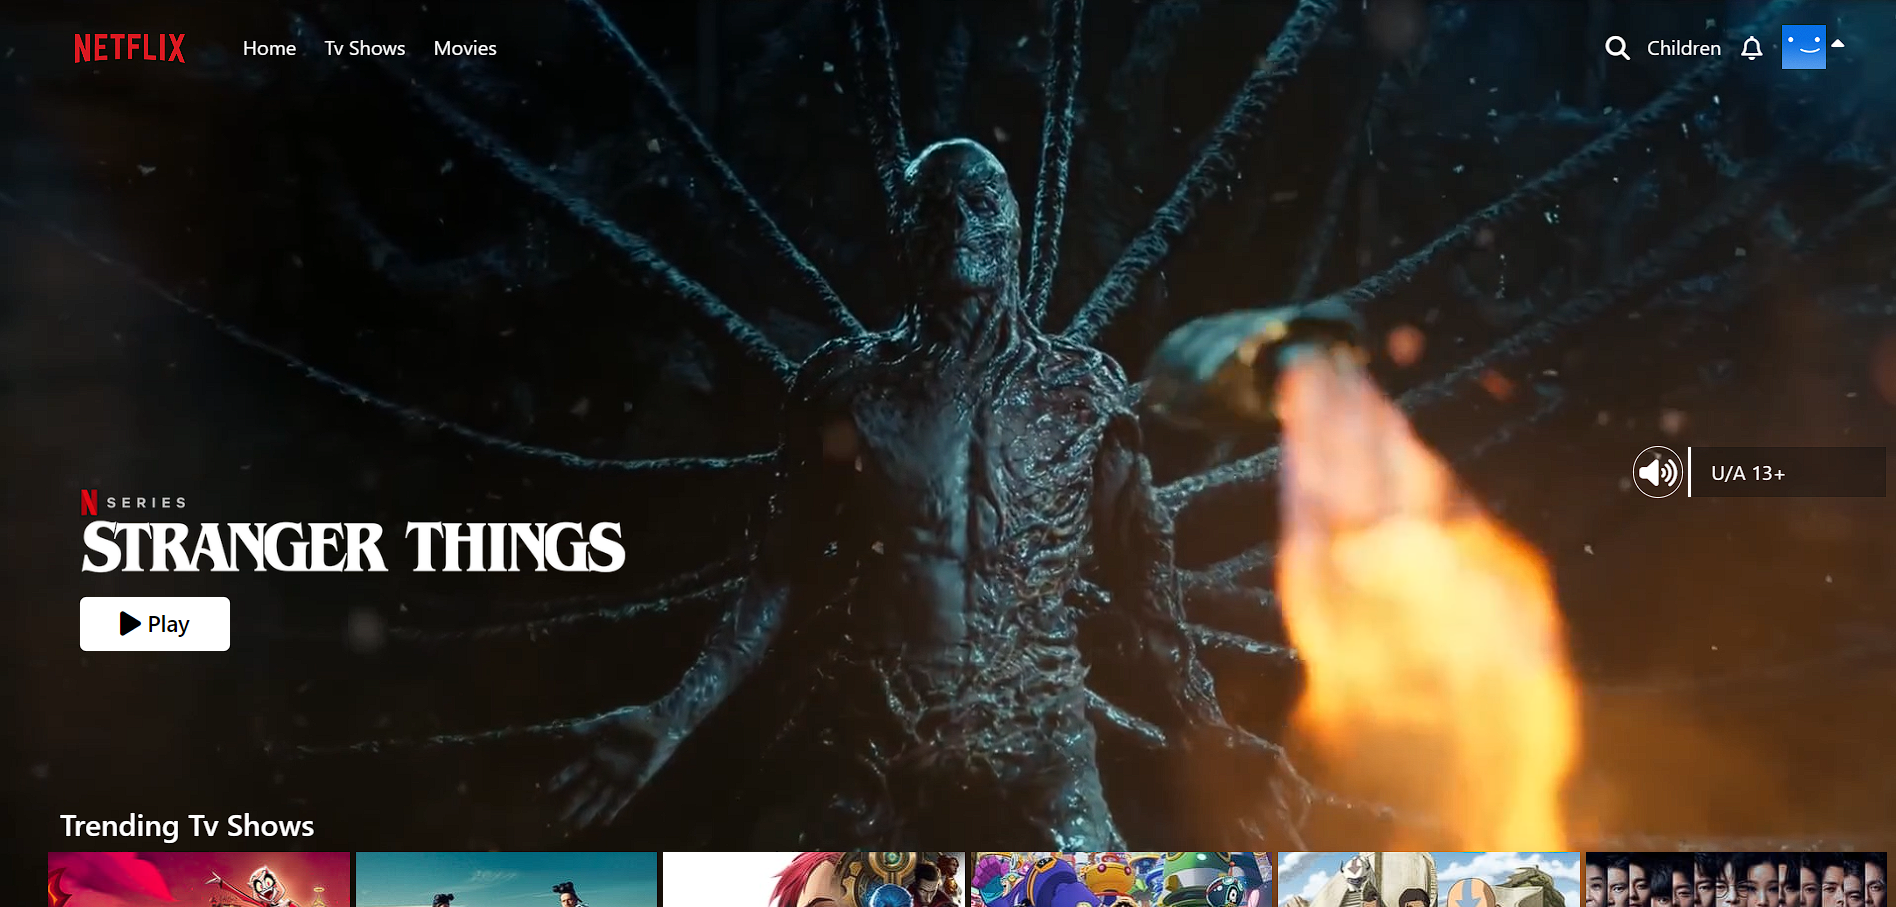 NETFLIX
Home
Tv Shows
Movies
Children
U/A 13+
N SERIES
STRANGER THINGS
Play
Trending Tv Shows